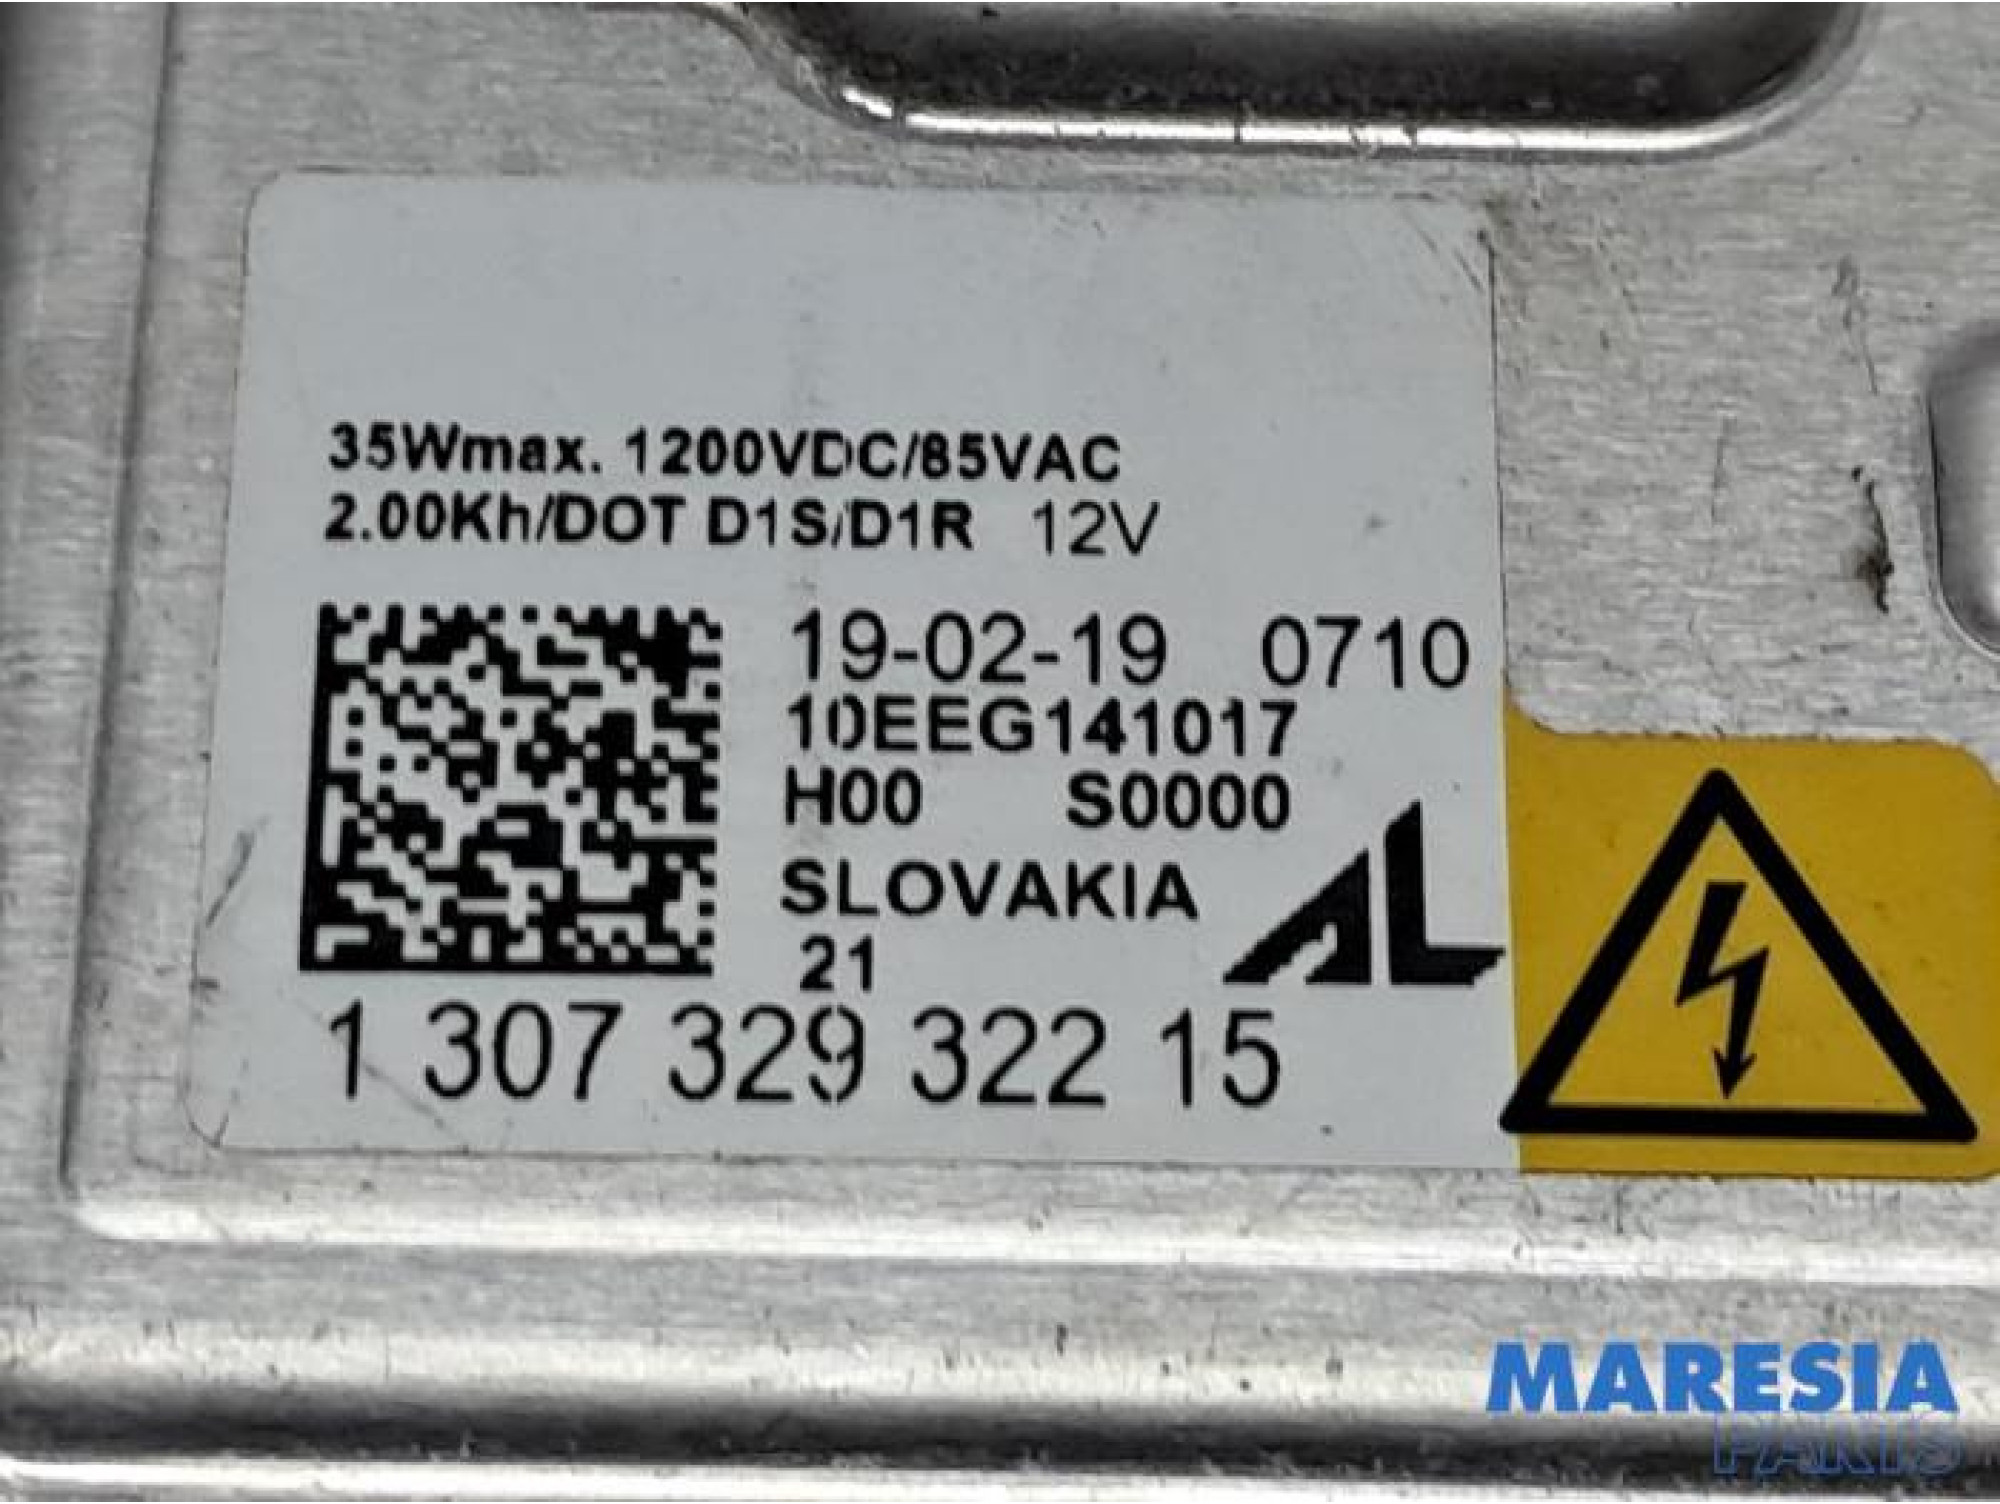 35Wmax. 1200VDC/85VAC
2.00Kh/DOT D1S/D1R 12V
19-02-19 0710
10EEG141017
H00 S0000
SLOVAKIA
21
AL
1 307 329 322 15
MARESIA
PARTS